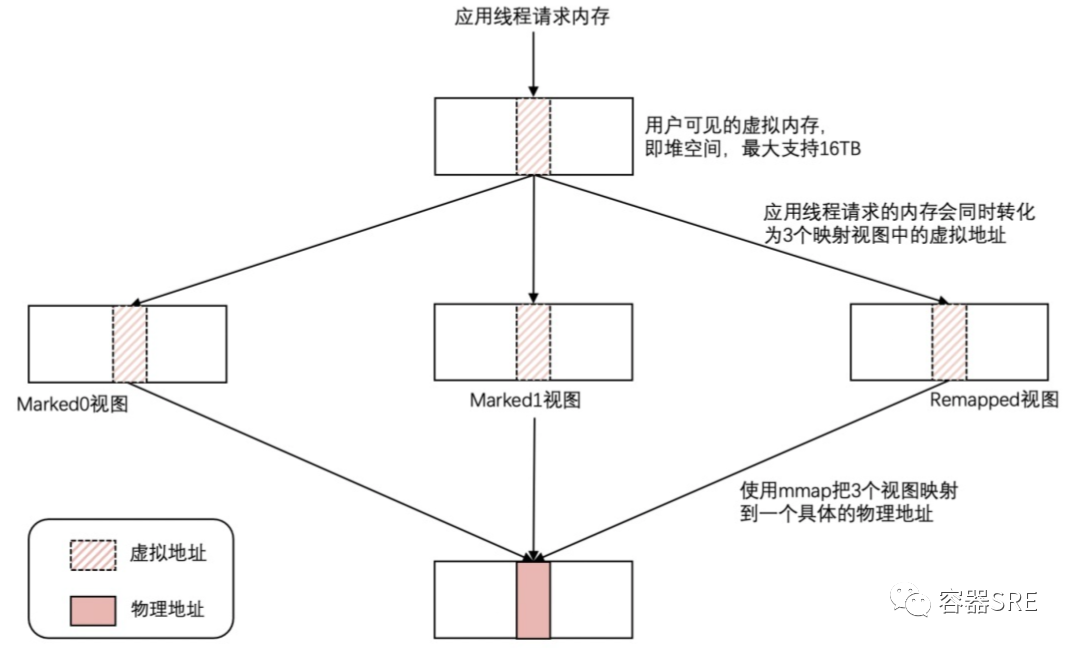 应用线程请求内存
用户可见的虚拟内存，
即堆空间，最大支持16TB
应用线程请求的内存会同时转化
为3个映射视图中的虚拟地址
Marked0视图
Marked1视图
Remapped视图
使用mmap把3个视图映射
到一个具体的物理地址
虚拟地址
物理地址
容器SRE